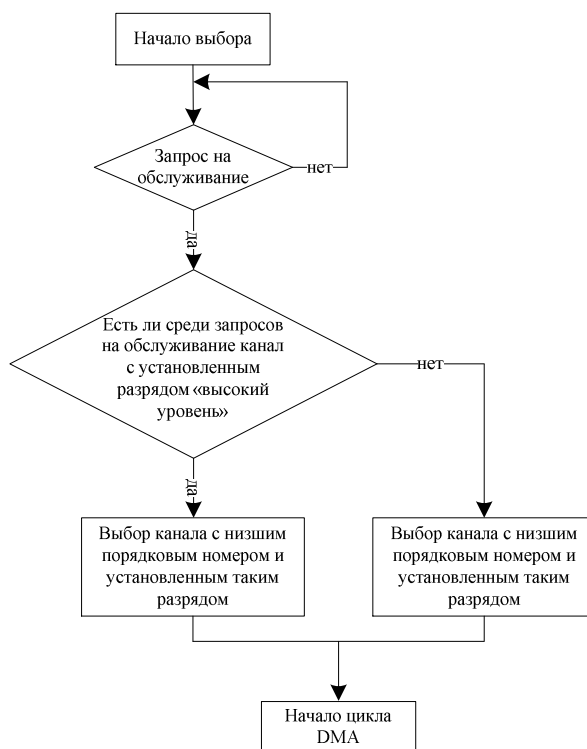 Начало выбора
Запрос на
обслуживание
нет
да
Есть ли среди запросов
на обслуживание канал
с установленным
разрядом «высокий
уровень»
нет
да
Выбор канала с низшим
порядковым номером и
установленным таким
разрядом
Выбор канала с низшим
порядковым номером и
установленным таким
разрядом
Начало цикла
DMA